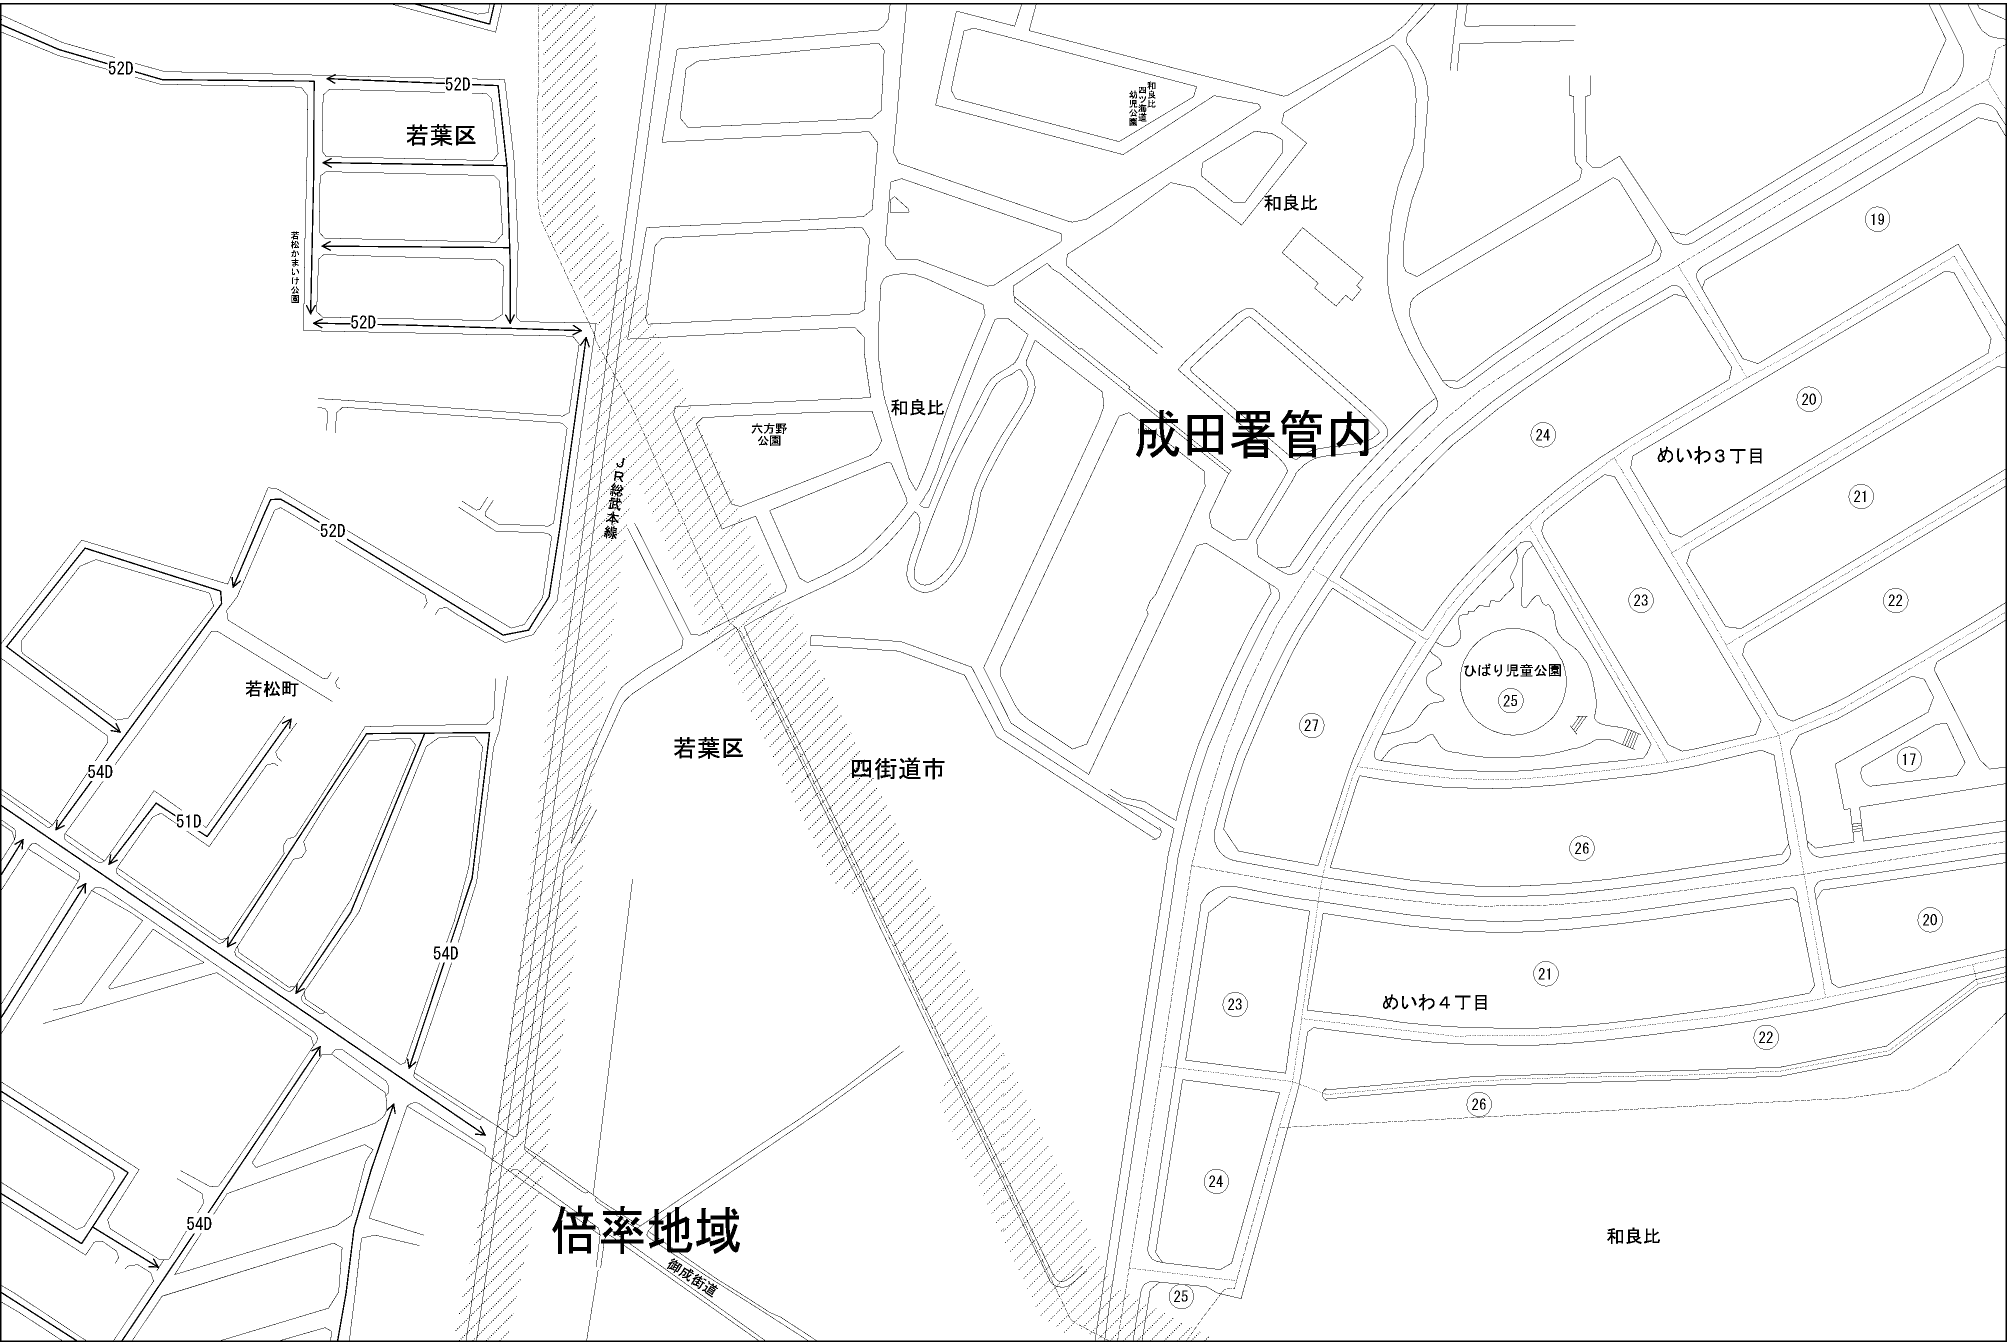 52D
52D
若葉区
和良比
四ツ海道
幼児公園
和良比
19
若松かまいけ公園
52D
20
和良比
成田署管内
24
めいわ３丁目
六方野
公園
ＪＲ総武本線
21
52D
23
22
ひばり児童公園
25
若松町
27
若葉区
四街道市
17
54D
51D
26
20
54D
21
めいわ４丁目
23
22
26
24
54D
倍率地域
和良比
御成街道
25